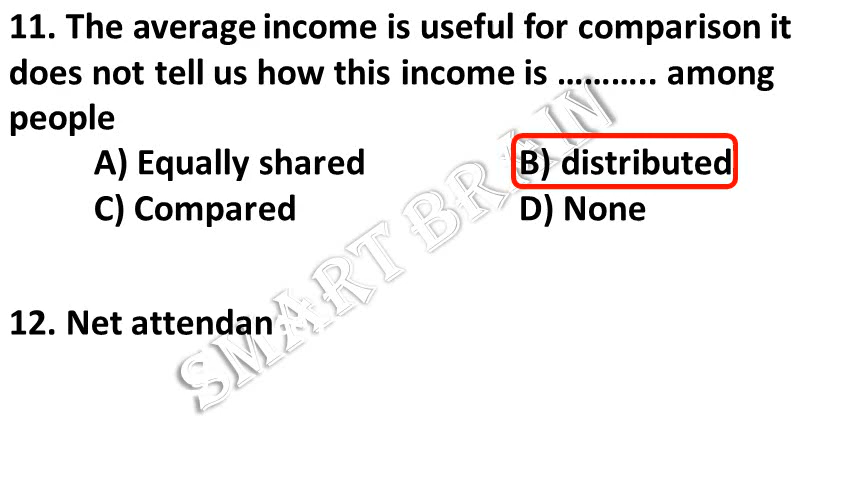 11. The average income is useful for comparison it
does not tell us how this income is ……….. among
people
A) Equally shared B) distributed
C) Compared D) None
12. Net attendan
SMART BRAIN